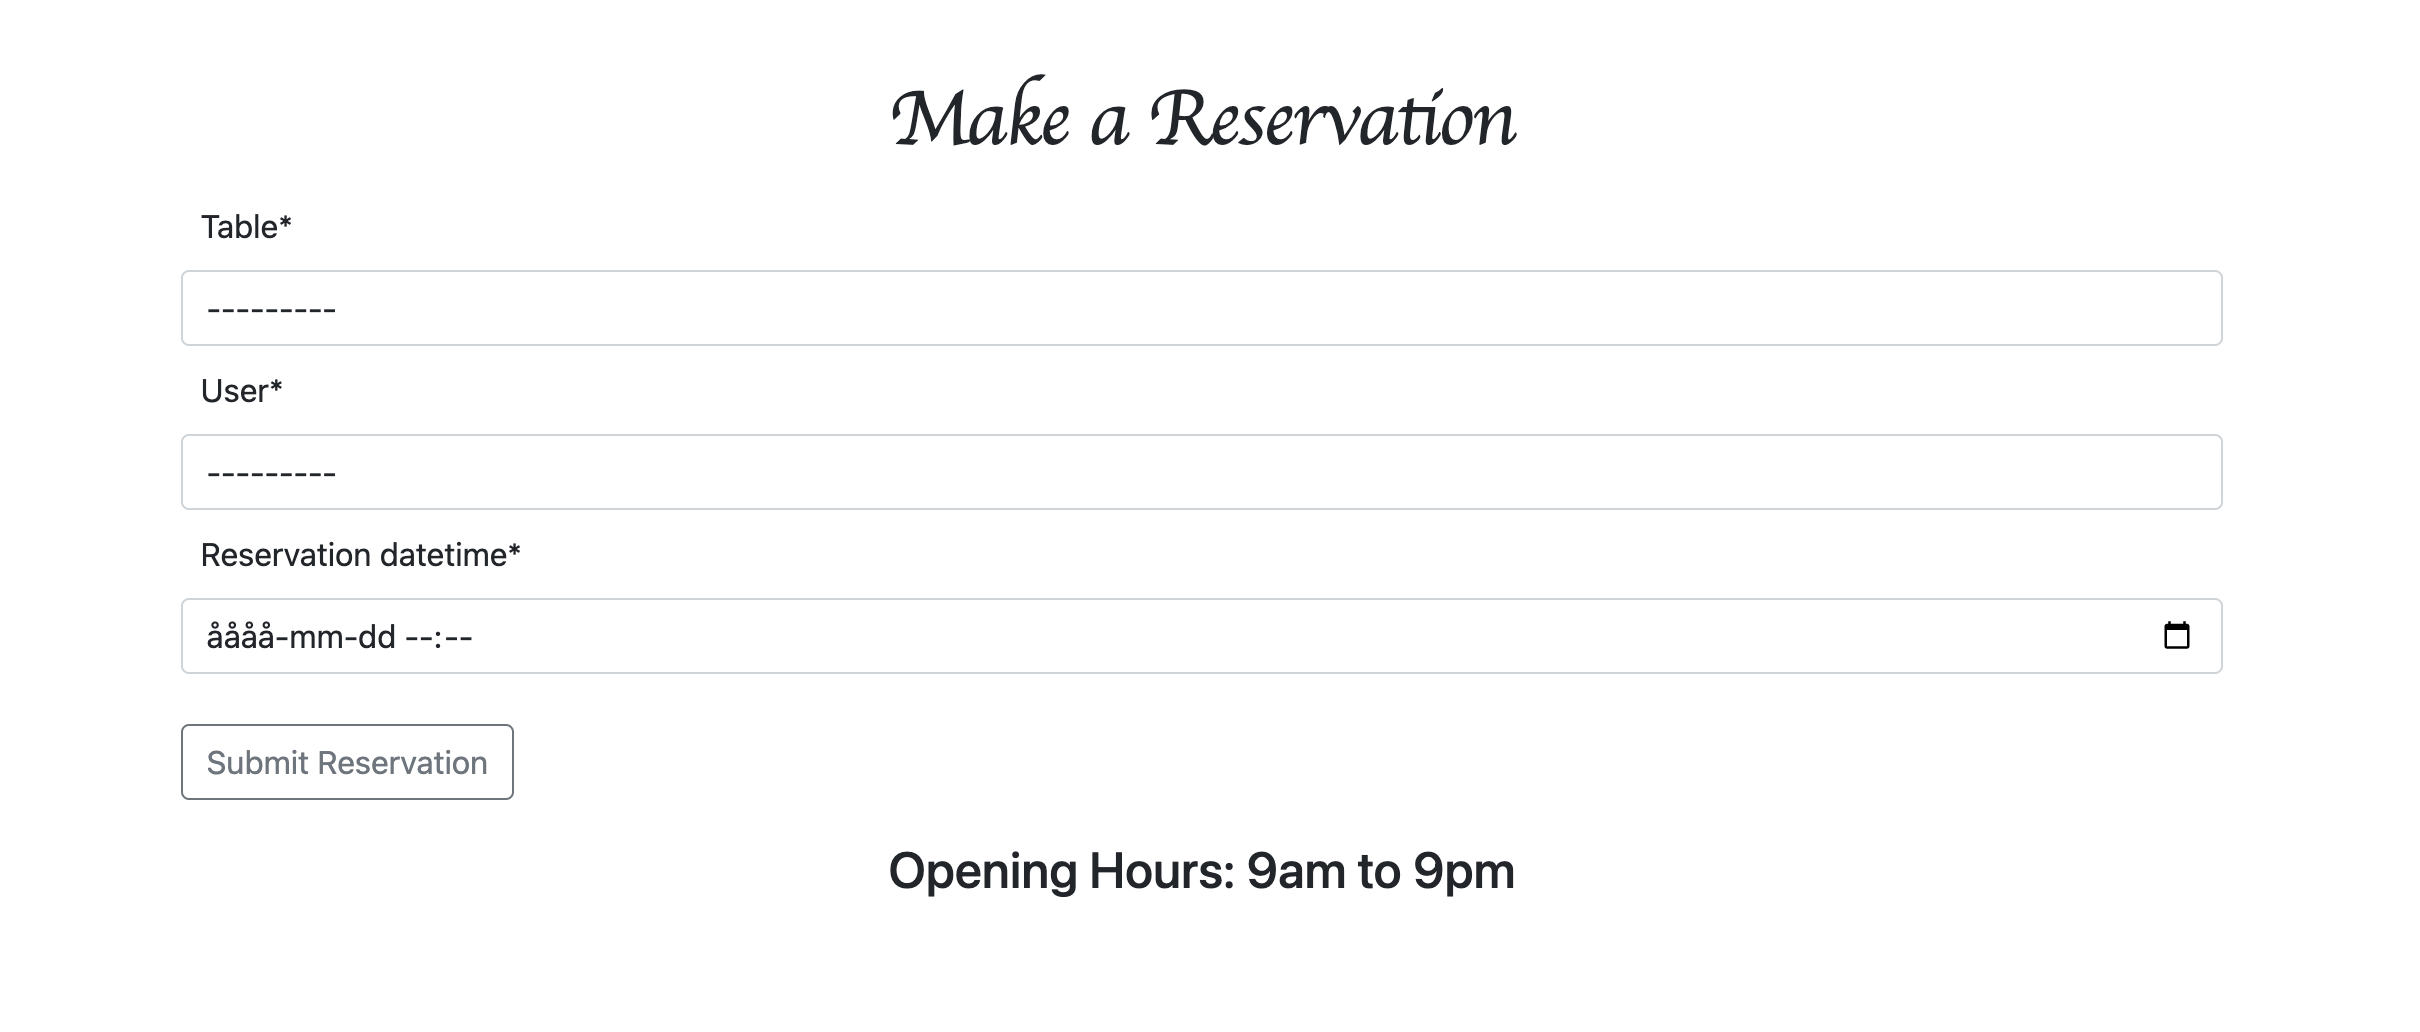 Make a Reservation
Table*
---------
User*
---------
Reservation datetime*
åååå-mm-dd --:--
Submit Reservation
Opening Hours: 9am to 9pm